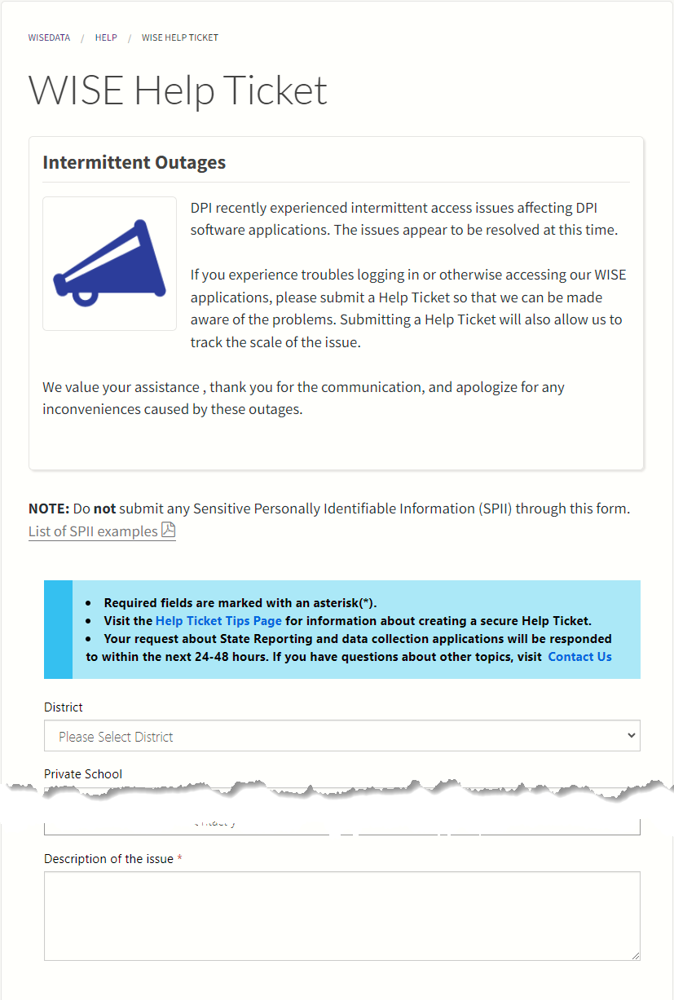 WISEDATA / HELP / WISE HELP TICKET
WISE Help Ticket
Intermittent Outages
DPI recently experienced intermittent access issues affecting DPI
software applications. The issues appear to be resolved at this time.
If you experience troubles logging in or otherwise accessing our WISE
applications, please submit a Help Ticket so that we can be made
aware of the problems. Submitting a Help Ticket will also allow us to
track the scale of the issue.
We value your assistance , thank you for the communication, and apologize for any
inconveniences caused by these outages.
NOTE: Do not submit any Sensitive Personally Identifiable Information (SPII) through this form.
List of SPII examples
• Required fields are marked with an asterisk(*).
• Visit the Help Ticket Tips Page for information about creating a secure Help Ticket.
• Your request about State Reporting and data collection applications will be responded
to within the next 24-48 hours. If you have questions about other topics, visit Contact Us
District
Please Select District
Private School
Description of the issue *